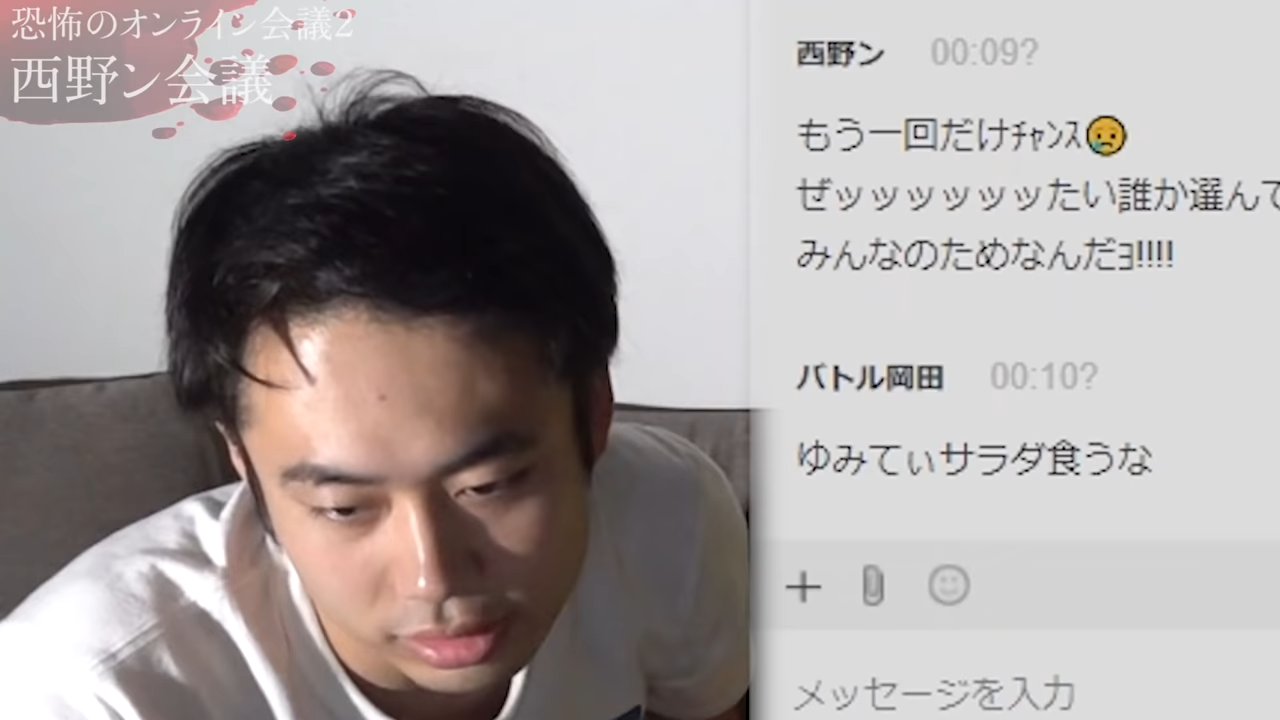 恐怖のオンライン会議2
西野ン会議
西野ン 00:09?
もう一回だけﾁｬﾝｽ😥
ぜッッッッッッたい誰か選んで
みんなのためなんだﾖ!!!!
バトル岡田 00:10?
ゆみてぃサラダ食うな
メッセージを入力